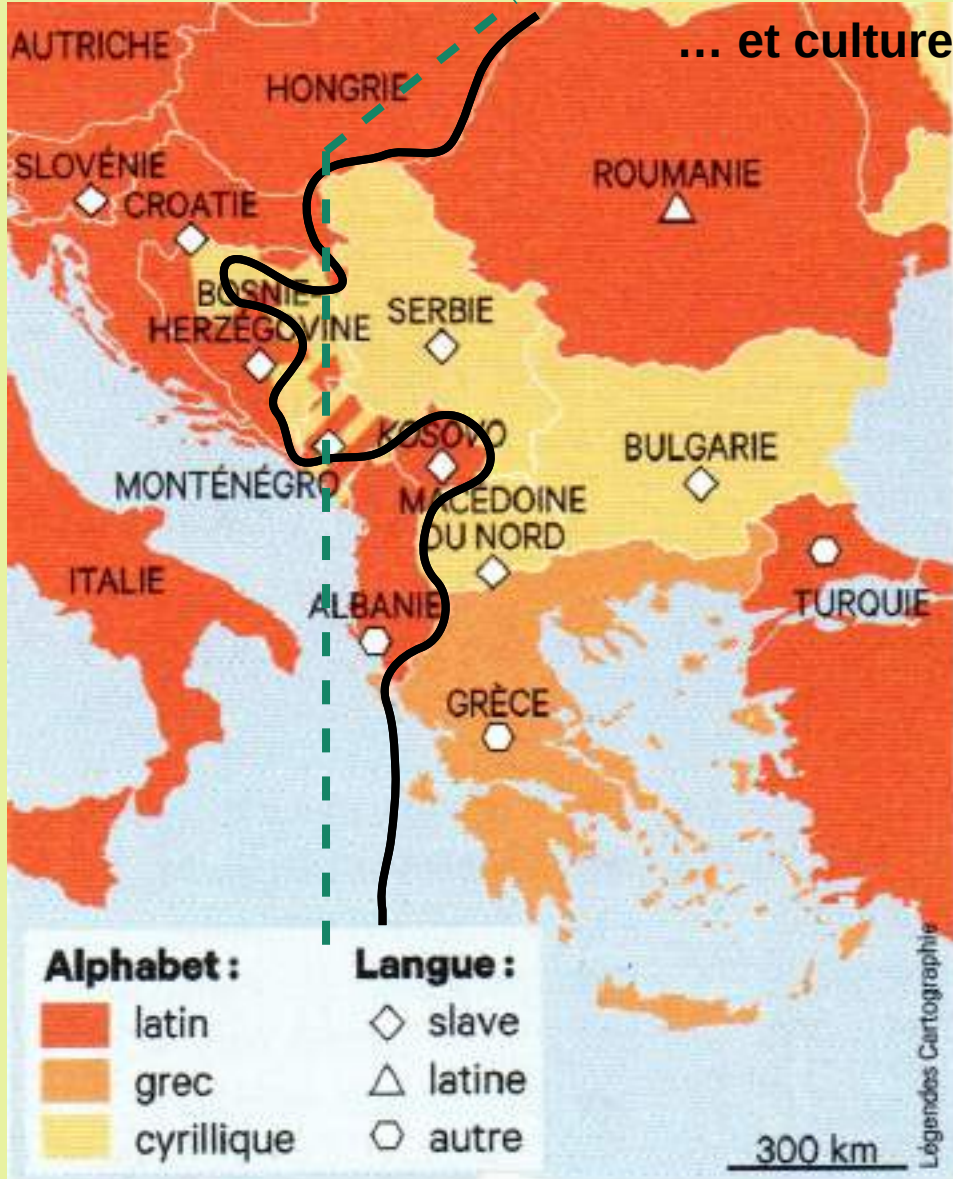 ... et culture
AUTRICHE
HONGRIE
SLOVÉNIE
CROATIE
ROUMANIE
BOSNIE-
HERZÉGOVINE
SERBIE
KOSOVO
BULGARIE
MONTÉNÉGRO
MACÉDOINE
DU NORD
ITALIE
ALBANIE
TURQUIE
GRÈCE
Alphabet :
latin
grec
cyrillique
Langue :
slave
latine
autre
300 km
Légendes Cartographie